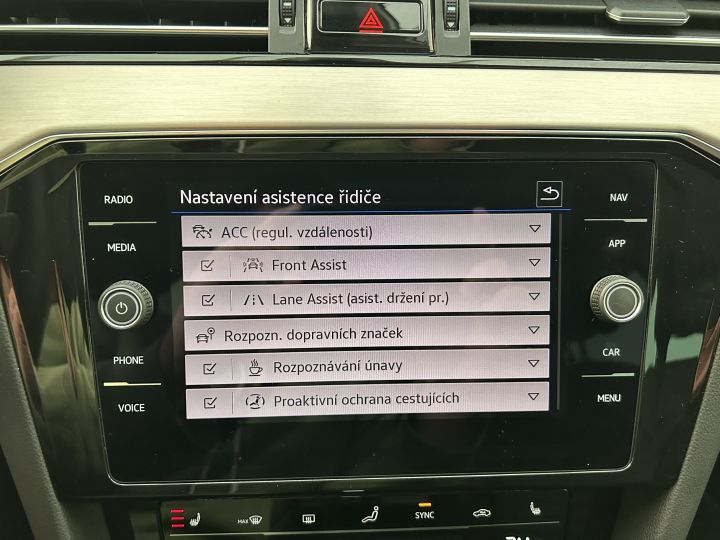 Nastavení asistence řidiče
RADIO
MEDIA
PHONE
VOICE
ACC (regul. vzdálenosti)
Front Assist
Lane Assist (asist. držení pr.)
Rozpozn. dopravních značek
Rozpoznávání únavy
Proaktivní ochrana cestujících
NAV
APP
CAR
MENU
MAX
SYNC